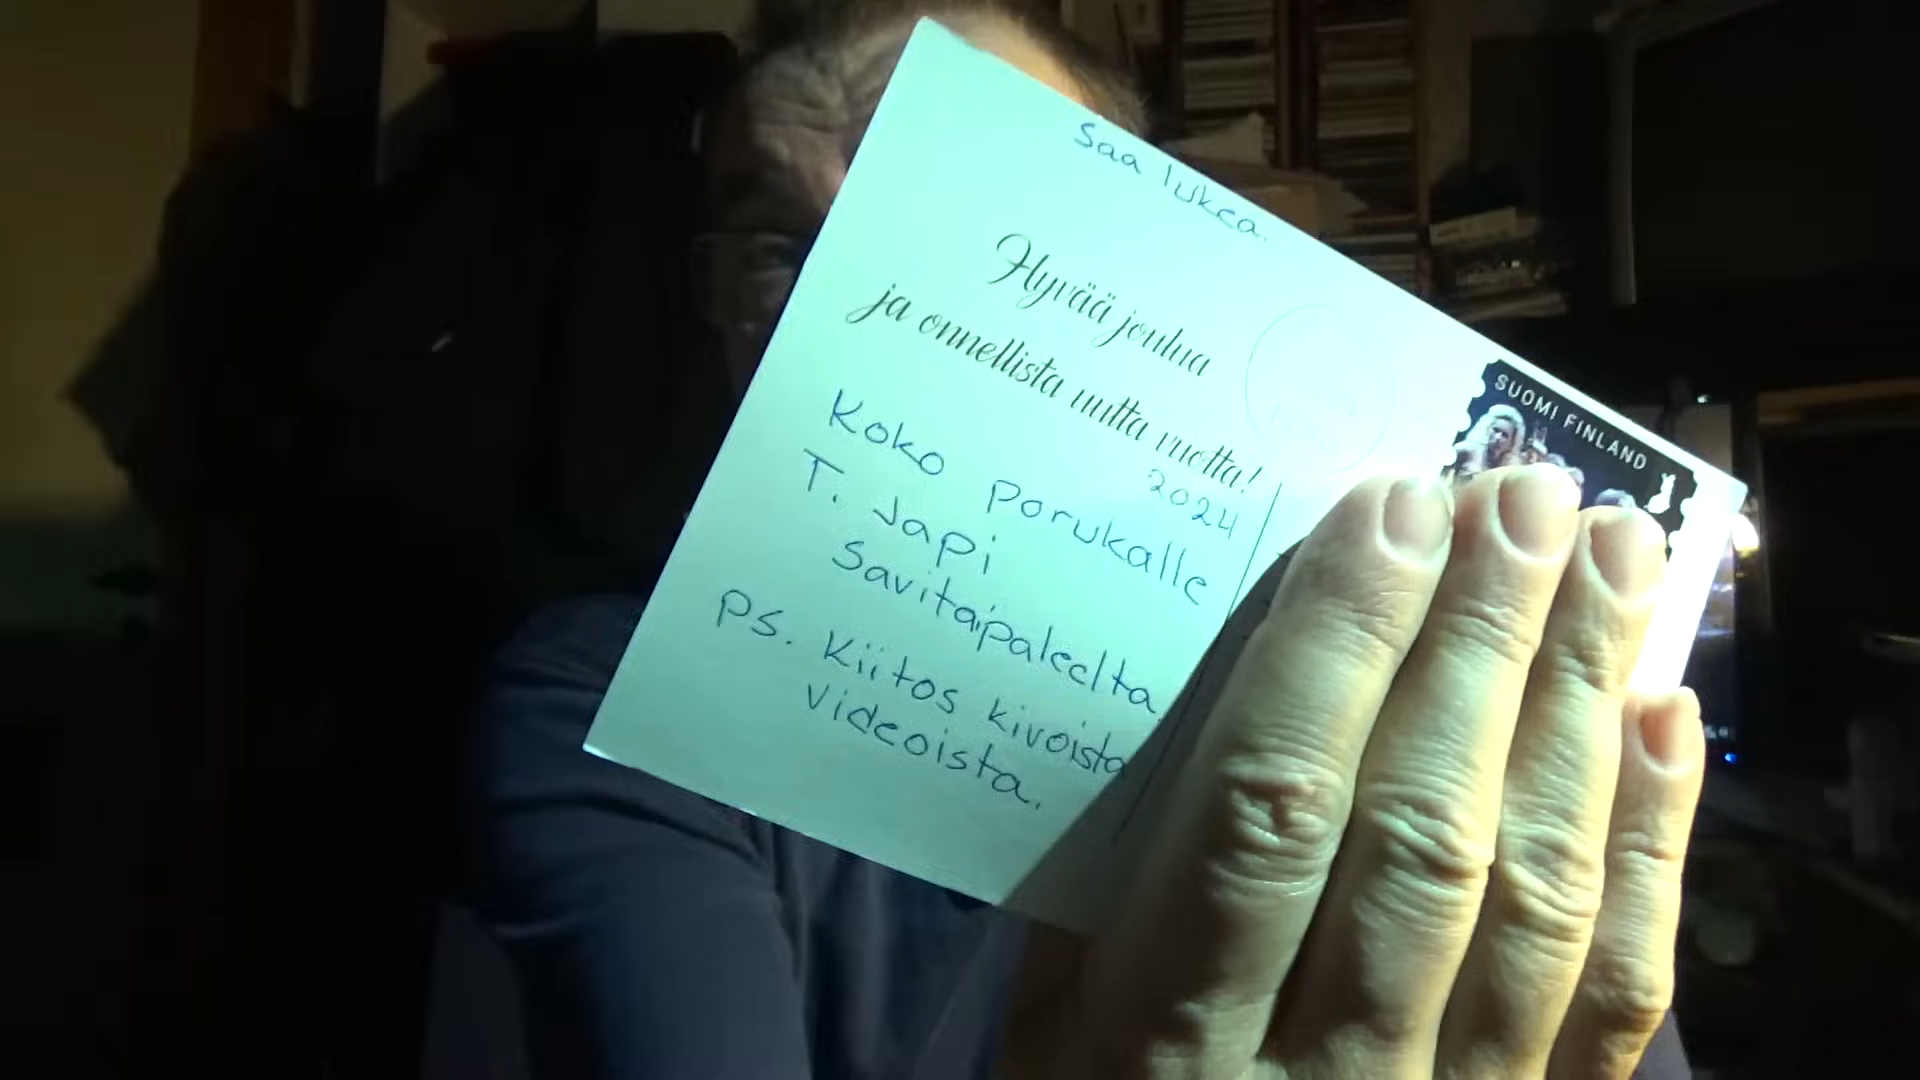 Saa lukea.
Hyvää joulua
ja onnellista uutta vuotta!
2024
Koko porukalle
T. Japi
Savitaipaleelta
PS. Kiitos kivoista
videoista.
SUOMI FINLAND